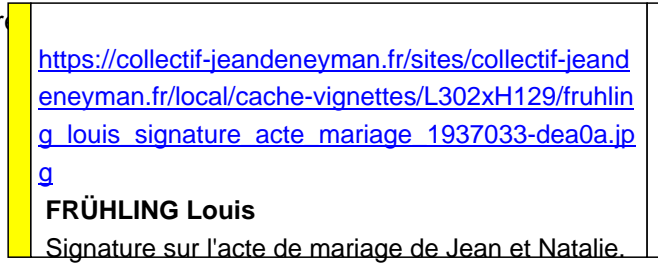 https://collectif-jeandeneyman.fr/sites/collectif-jeand
eneyman.fr/local/cache-vignettes/L302xH129/fruhlin
g_louis_signature_acte_mariage_1937033-dea0a.jp
g
FRÜHLING Louis
Signature sur l'acte de mariage de Jean et Natalie.